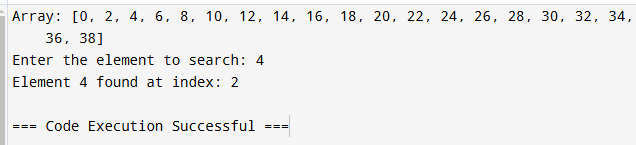 Array: [0, 2, 4, 6, 8, 10, 12, 14, 16, 18, 20, 22, 24, 26, 28, 30, 32, 34,
36, 38]
Enter the element to search: 4
Element 4 found at index: 2
=== Code Execution Successful ===